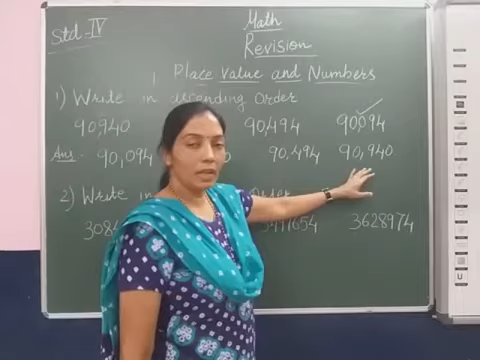 Std-IV
Math
Revision
Place Value and Numbers
1) Write in ascending Order
90,940 90,494 90,094
Ans. 90,094 90,494 90,940.
2) Write in Order
3084 3628974